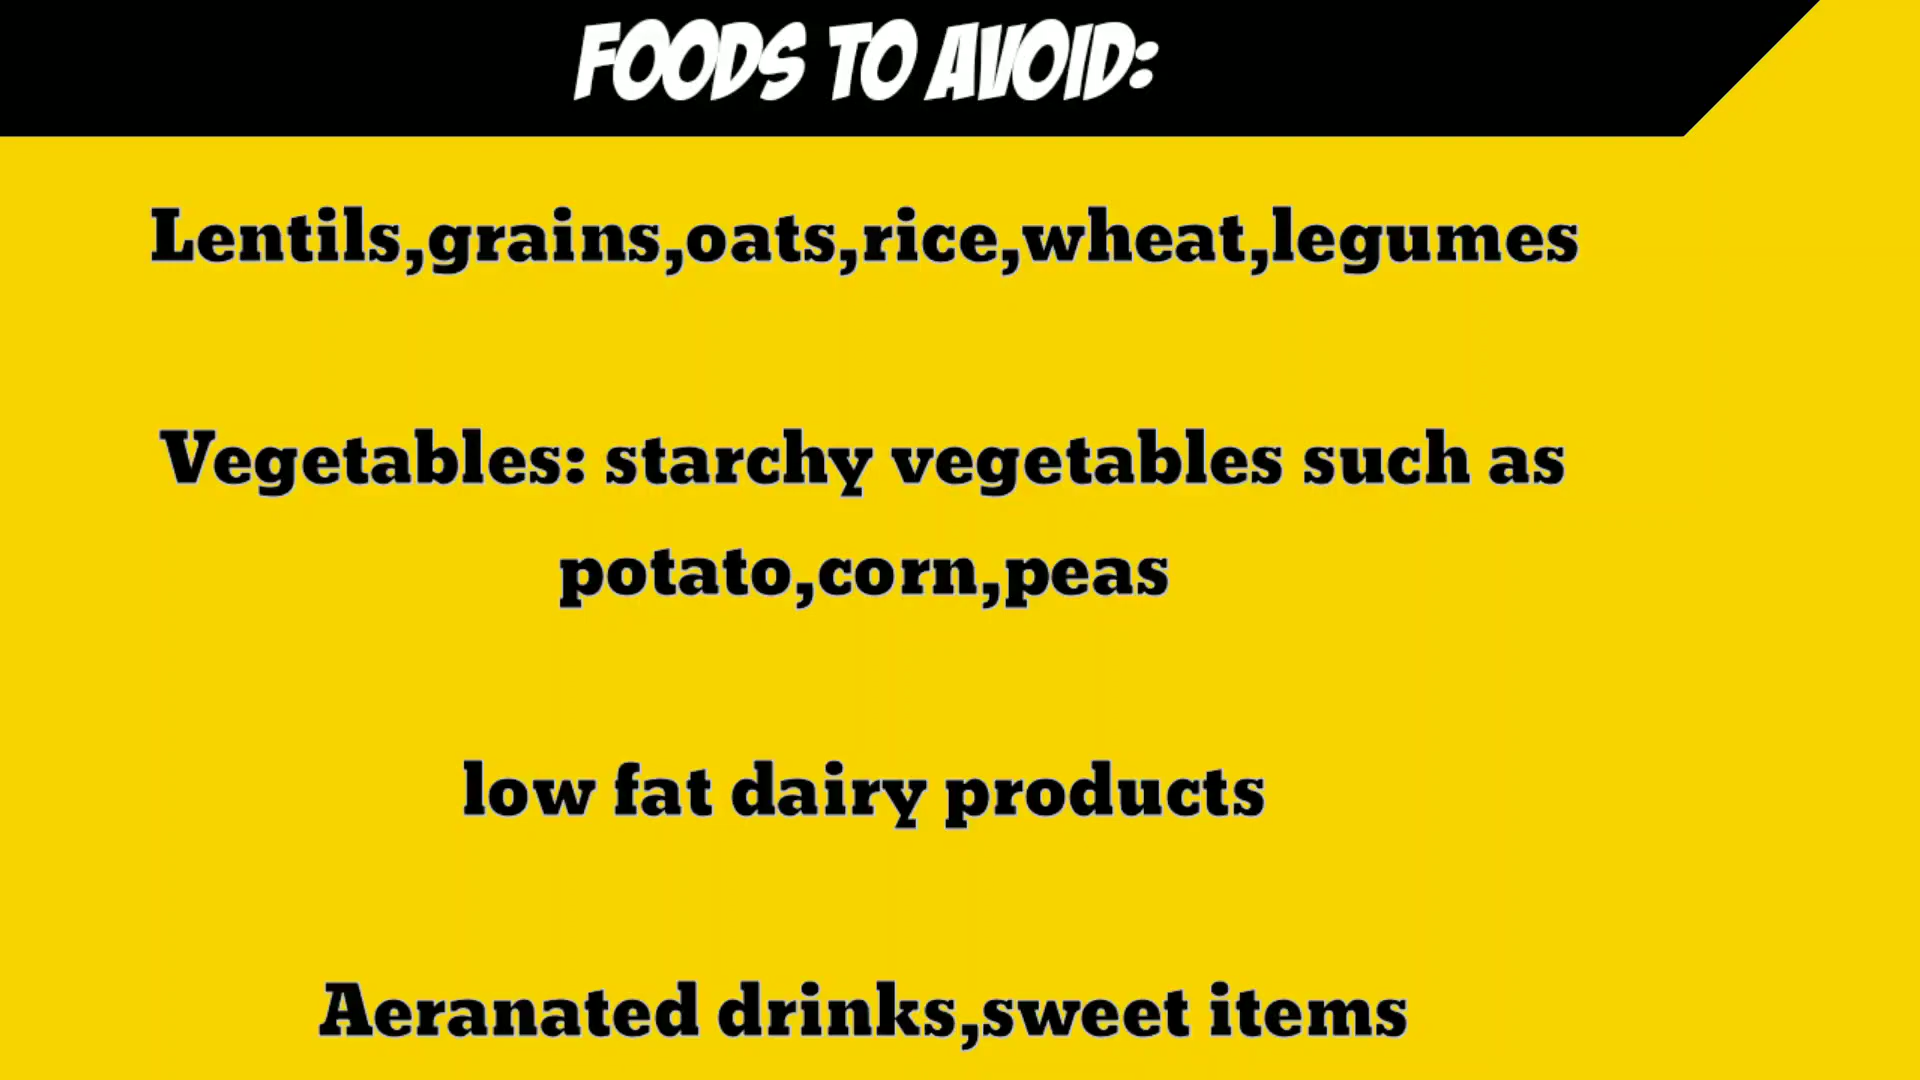 FOODS TO AVOID:
Lentils,grains,oats,rice,wheat,legumes
Vegetables: starchy vegetables such as
potato,corn,peas
low fat dairy products
Aeranated drinks,sweet items